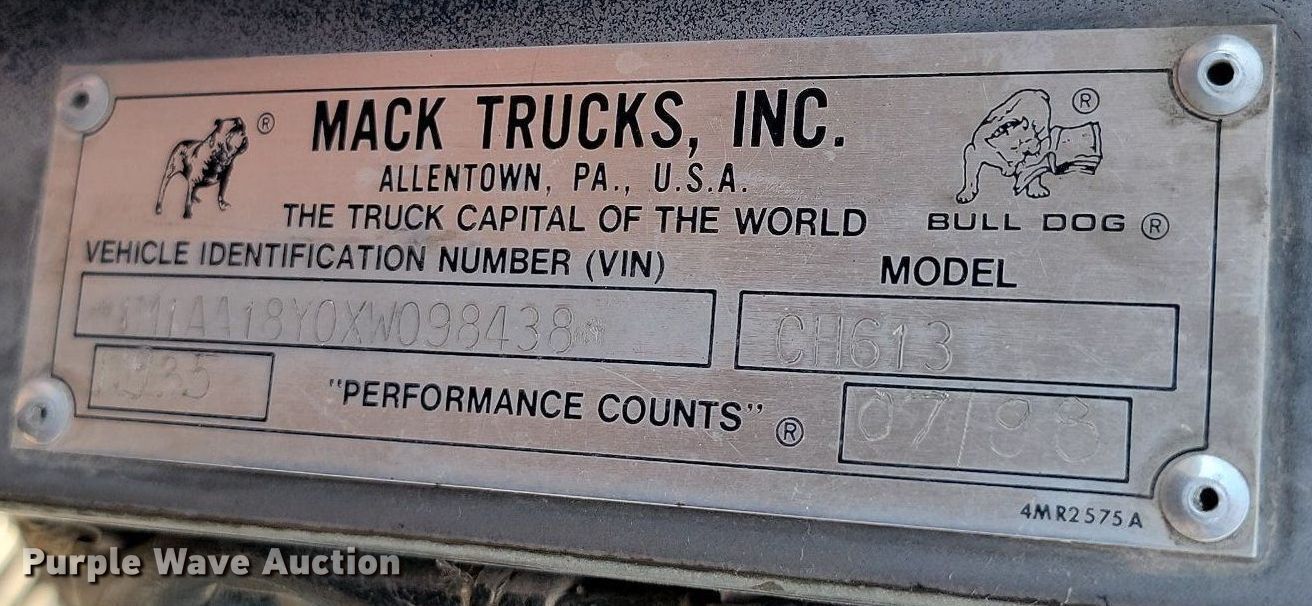 MACK TRUCKS, INC. ®
ALLENTOWN, PA., U.S.A.
THE TRUCK CAPITAL OF THE WORLD
®
BULL DOG ®
VEHICLE IDENTIFICATION NUMBER (VIN)
MODEL
*1M1AA18Y0XW098438*
CH613
"PERFORMANCE COUNTS" ®
07/98
4MR2575A
Purple Wave Auction